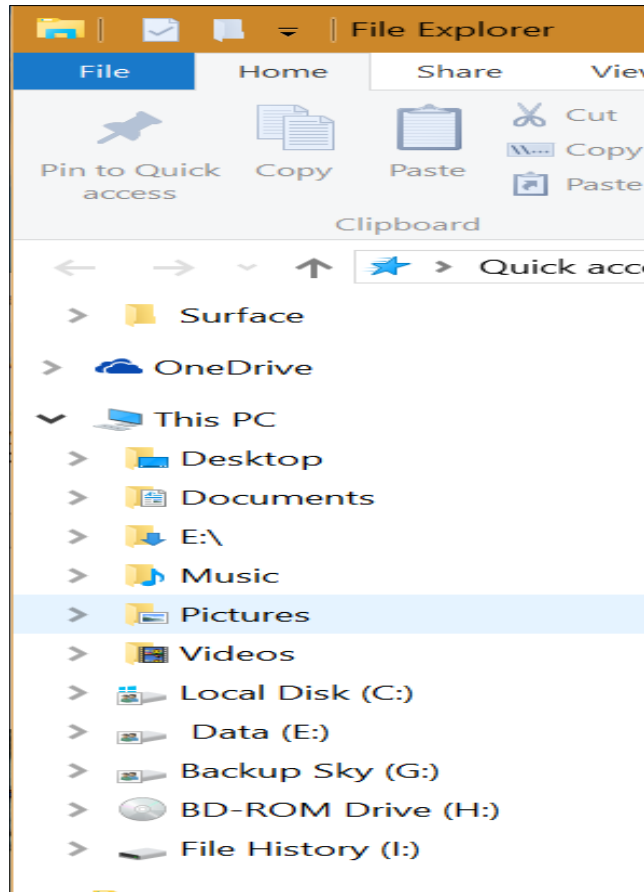 File Explorer
File Home Share
Pin to Quick access
Copy
Paste
Cut
Copy
Paste
Clipboard
Quick
Surface
OneDrive
This PC
Desktop
Documents
E:\
Music
Pictures
Videos
Local Disk (C:)
Data (E:)
Backup Sky (G:)
BD-ROM Drive (H:)
File History (I:)